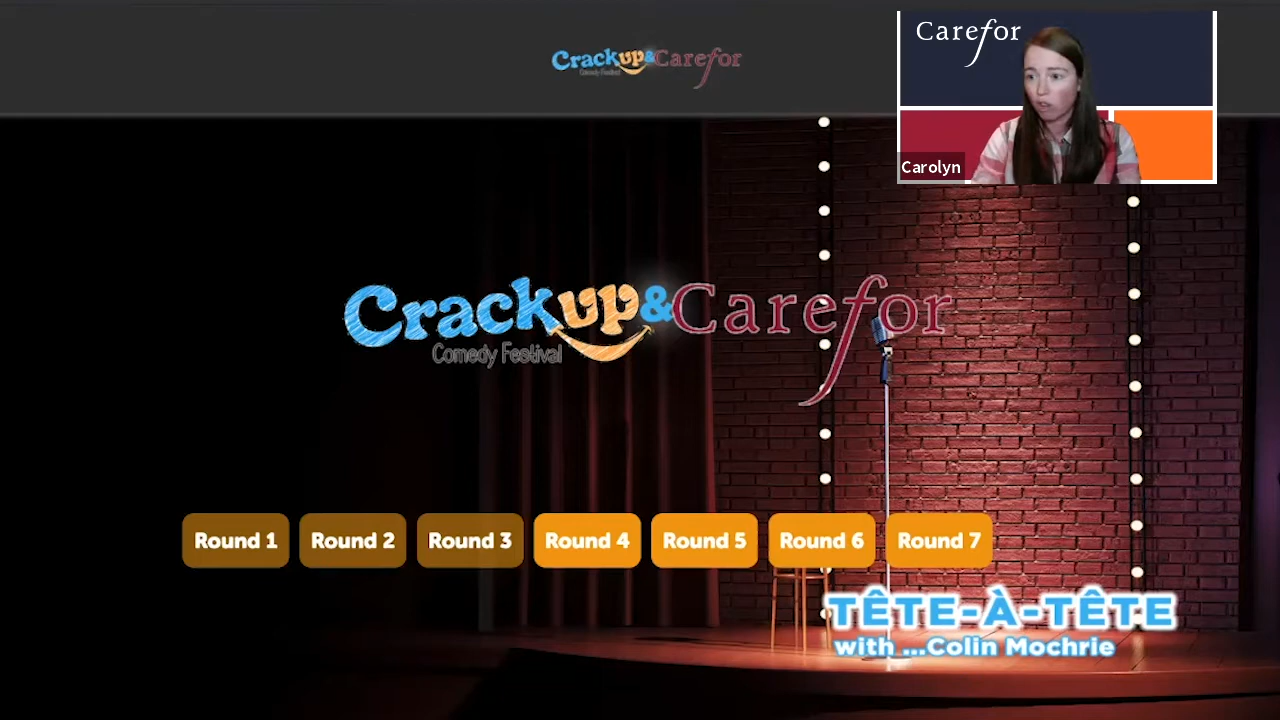 Crackup&Carefor
Comedy Festival
Carefor
Carolyn
Crackup&Carefor
Comedy Festival
Round 1
Round 2
Round 3
Round 4
Round 5
Round 6
Round 7
TÊTE-À-TÊTE
with ...Colin Mochrie